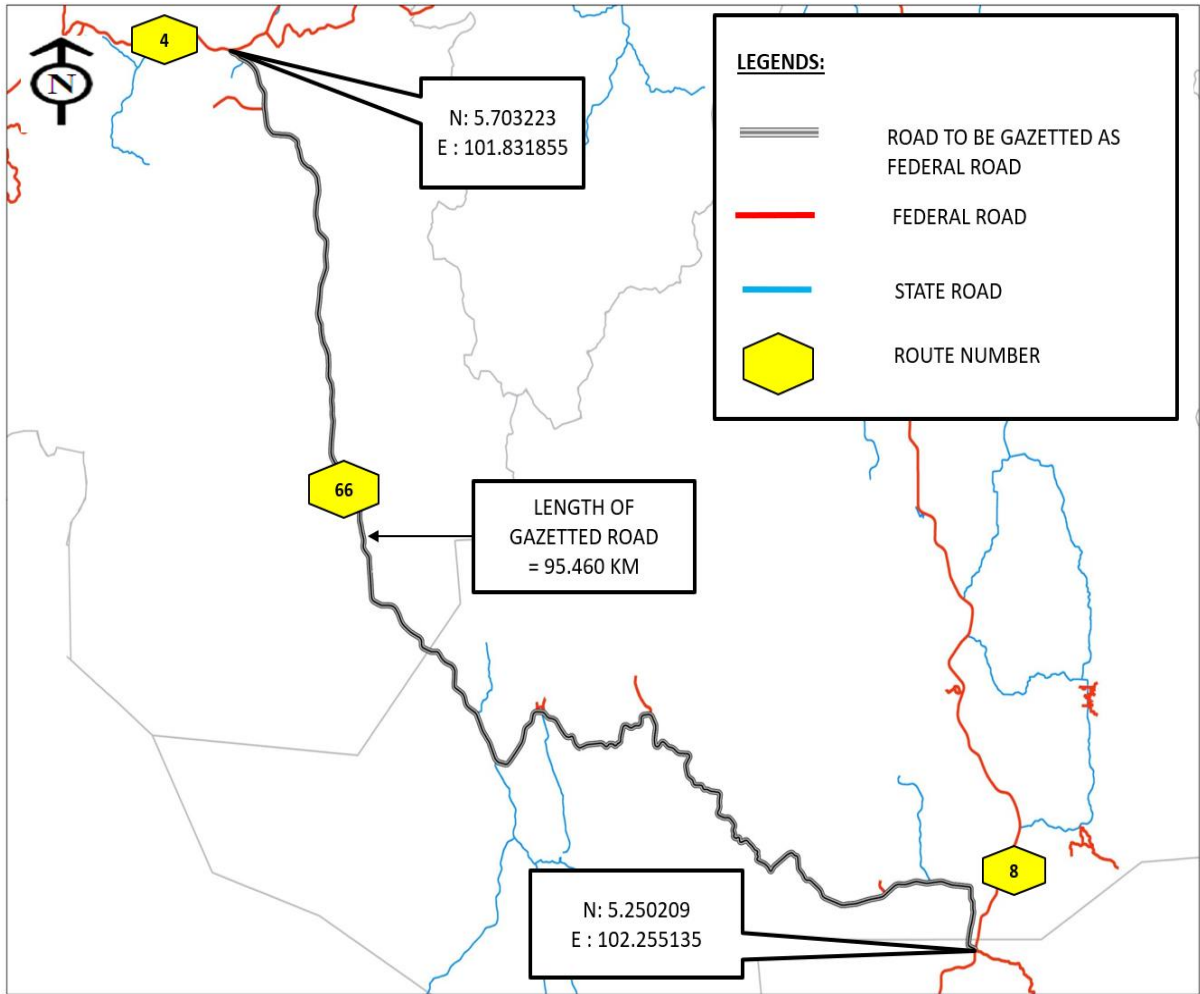 4
N
N: 5.703223
E : 101.831855
LEGENDS:
ROAD TO BE GAZETTED AS
FEDERAL ROAD
FEDERAL ROAD
STATE ROAD
ROUTE NUMBER
66
LENGTH OF
GAZETTED ROAD
= 95.460 KM
8
N: 5.250209
E : 102.255135